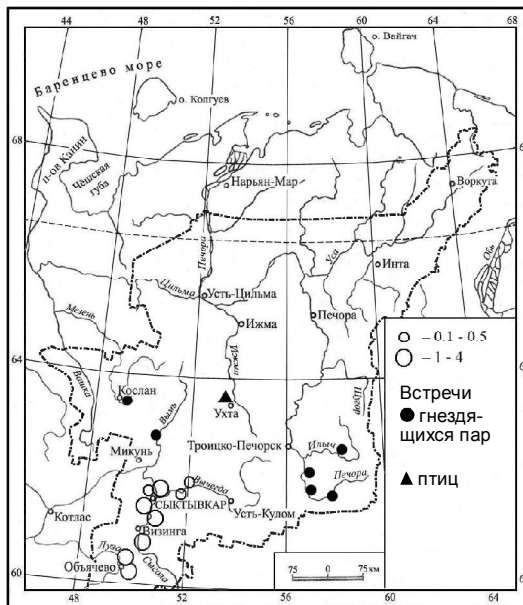 44 48 52 56 60 64 68
о. Вайгач
Баренцево море
о. Колгуев
68
п-ов Канин
Чёшская
губа
Нарьян-Мар
Воркута
Печора
Уса
Обь
Инта
Цильма
Усть-Цильма
Мезень
Ижма
Печора
– 0.1 - 0.5
– 1 - 4
64
Ижма
Вашка
Кослан
Щугор
Встречи
гнездя-
щихся пар
Вымь
Ухта
птиц
Троицко-Печорск
Илыч
Микунь
Печора
Вычегда
СЫКТЫВКАР
Усть-Кулом
Котлас
Визинга
Луза
Объячево
Сысола
60
75 0 75 км
48 52 56 60